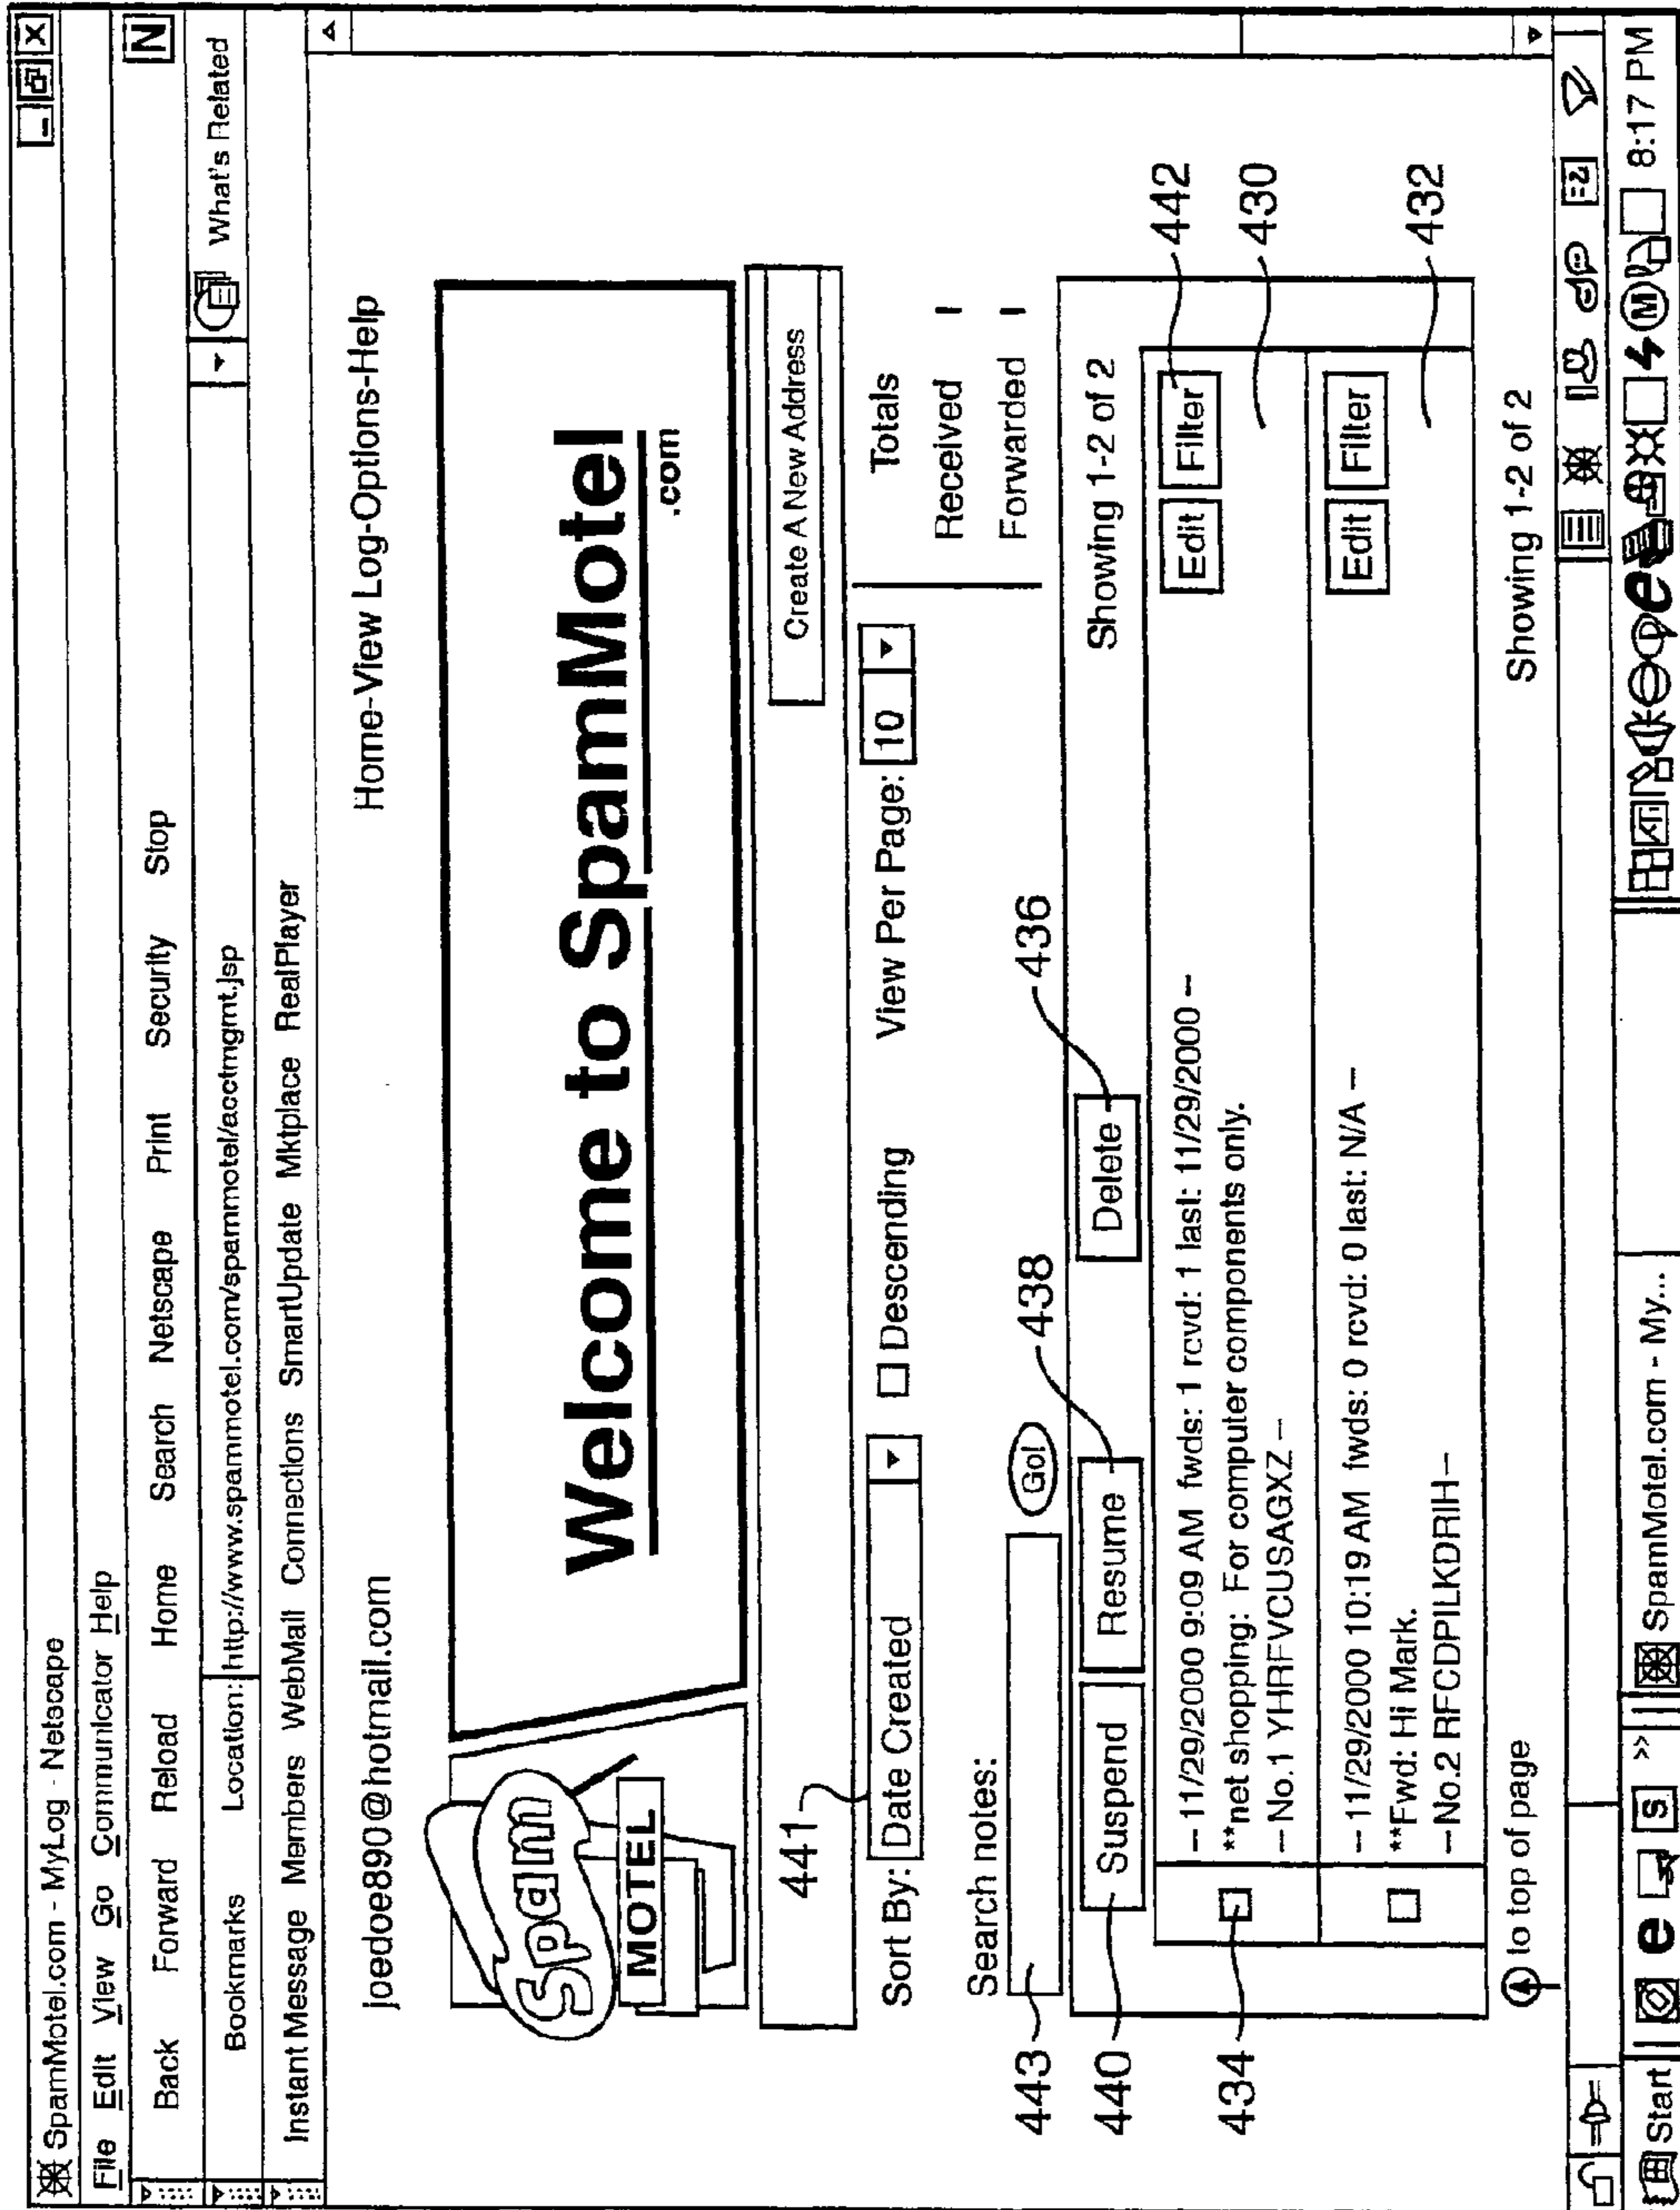 SpamMotel.com - MyLog - Netscape
File Edit View Go Communicator Help
Back Forward Reload Home Search Netscape Print Security Stop
N
Bookmarks Location: http://www.spammotel.com/spammotel/acctmgmt.jsp What's Related
Instant Message Members WebMail Connections SmartUpdate Mktplace RealPlayer
joedoe890@hotmail.com
Home-View Log-Options-Help
Spam
MOTEL
Welcome to SpamMotel
.com
Create A New Address
441
Sort By: Date Created Descending View Per Page: 10
Totals
Received
Forwarded
Search notes:
443
Go!
438
436
440
Suspend Resume Delete Showing 1-2 of 2
434
-- 11/29/2000 9:09 AM fwds: 1 rcvd: 1 last: 11/29/2000 --
Edit Filter
442
**net shopping: For computer components only.
430
-- No.1 YHRFVCUSAGXZ --
-- 11/29/2000 10:19 AM fwds: 0 rcvd: 0 last: N/A --
Edit Filter
**Fwd: Hi Mark.
-- No.2 RFCDPILKDRIH--
432
to top of page
Showing 1-2 of 2
Start
e
S
»
SpamMotel.com - My...
M
8:17 PM